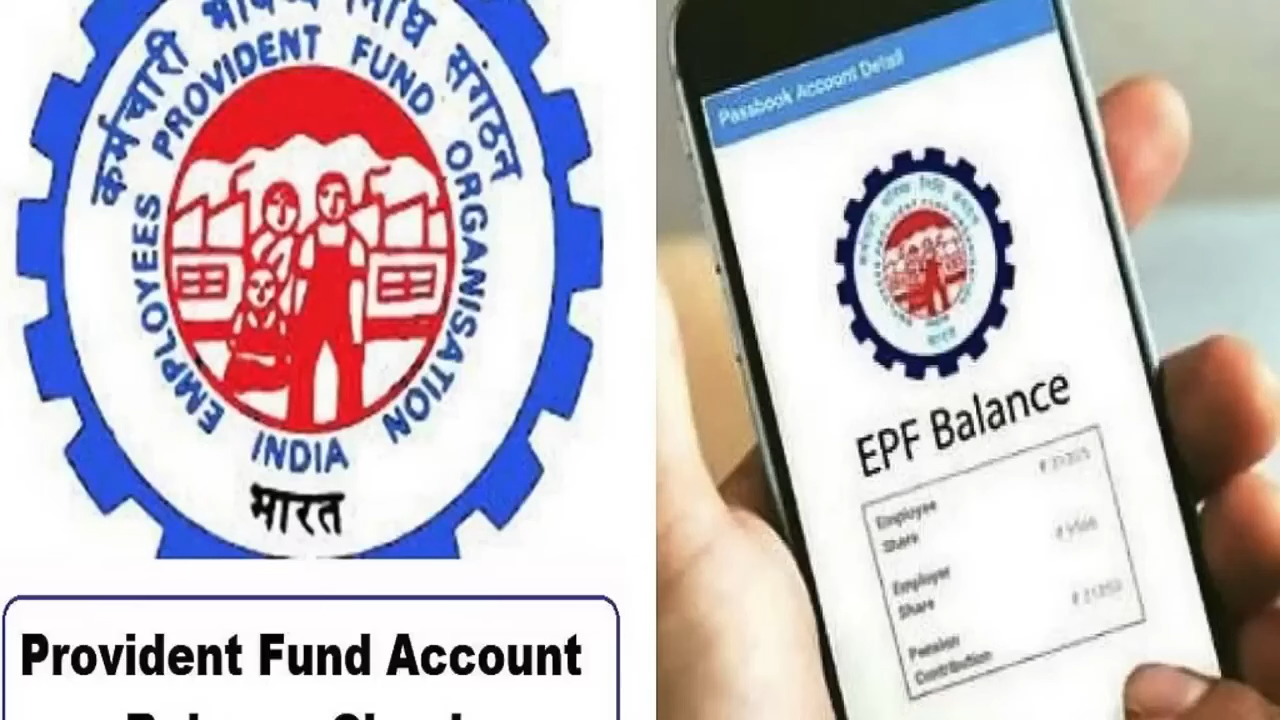 कर्मचारी भविष्य निधि संगठन
EMPLOYEES PROVIDENT FUND ORGANISATION
INDIA
भारत
Provident Fund Account
Passbook Account Detail
EPF Balance
Employee
Share
Employer
Share
Pension
Contribution